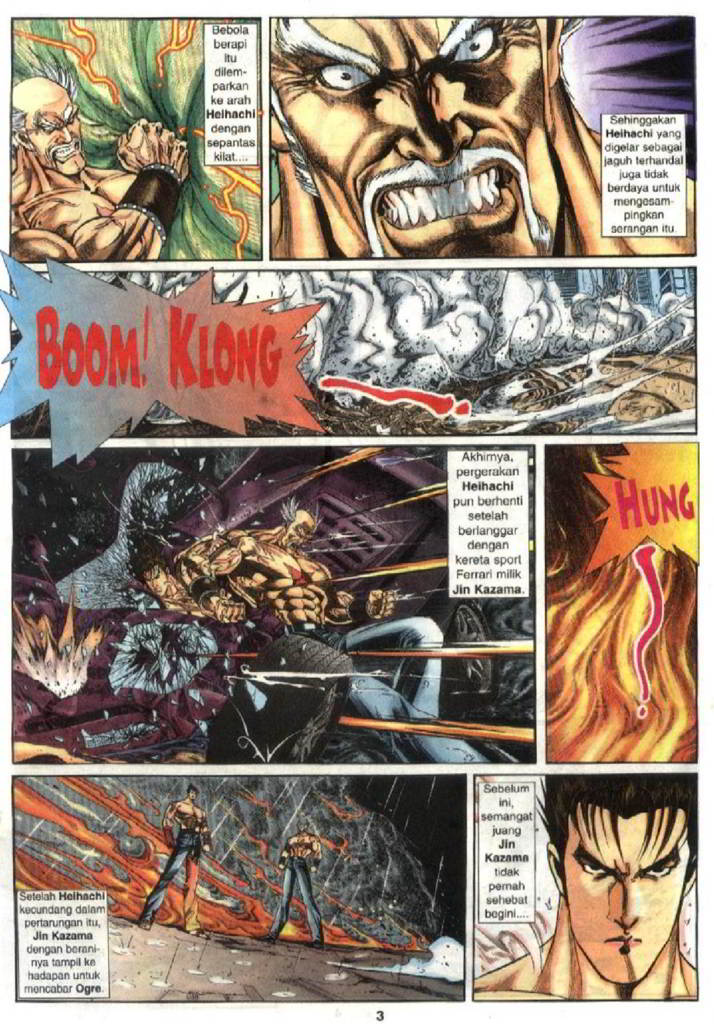 Bebola
berapi
itu
dilem-
parkan
ke arah
Heihachi
dengan
sepantas
kilat....
Sehinggakan
Heihachi yang
digelar sebagai
jaguh terhandal
juga tidak
berdaya untuk
mengesam-
pingkan
serangan itu.
BOOM! KLONG
Akhirnya,
pergerakan
Heihachi
pun berhenti
setelah
berlanggar
dengan
kereta sport
Ferrari milik
Jin Kazama.
HUNG
Setelah Heihachi
kecundang dalam
pertarungan itu,
Jin Kazama
dengan berani-
nya tampil ke
hadapan untuk
mencabar Ogre.
Sebelum
ini,
semangat
juang
Jin
Kazama
tidak
pernah
sehebat
begini....
3